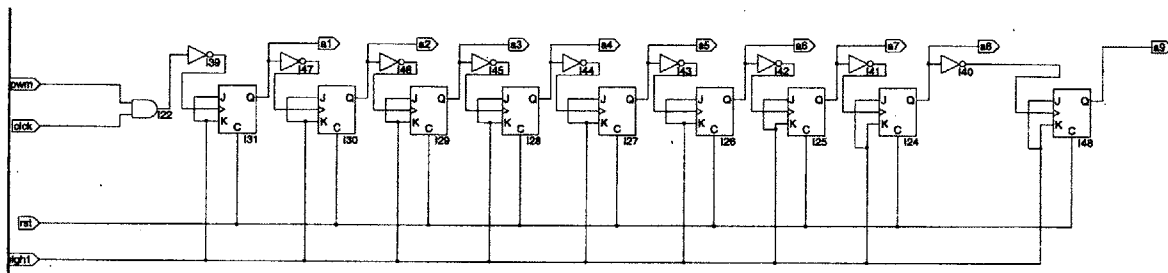 a1 a2 a3 a4 a5 a6 a7 a8 a9
I39 I47 I46 I45 I44 I43 I42 I41 I40
pwm
J Q J Q J Q J Q J Q J Q J Q J Q J Q
I22
clck
K C K C K C K C K C K C K C K C K C
I31 I30 I29 I28 I27 I26 I25 I24 I48
rst
right